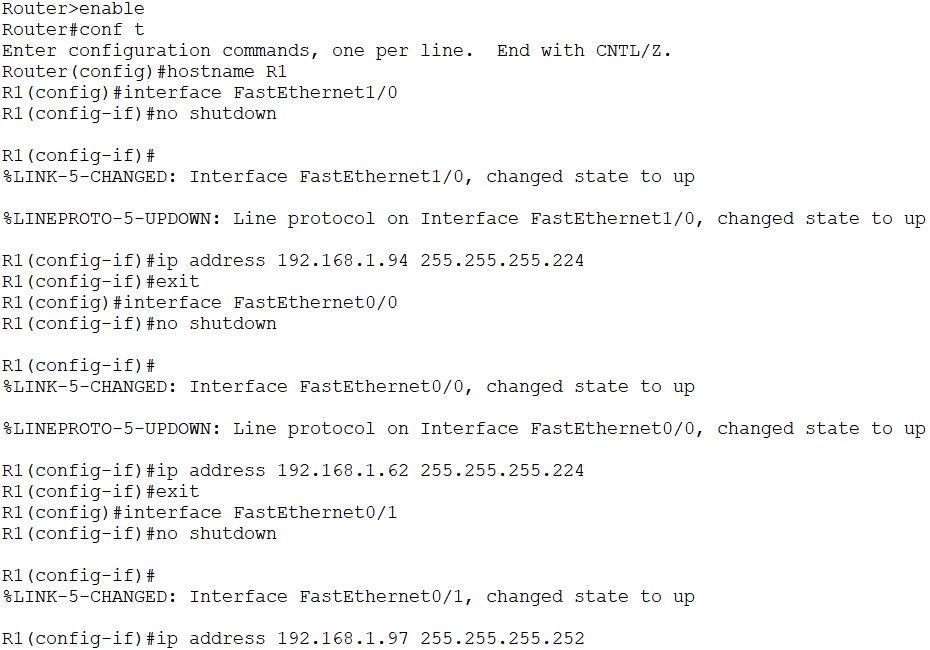 Router>enable
Router#conf t
Enter configuration commands, one per line.  End with CNTL/Z.
Router(config)#hostname R1
R1(config)#interface FastEthernet1/0
R1(config-if)#no shutdown
R1(config-if)#
%LINK-5-CHANGED: Interface FastEthernet1/0, changed state to up
%LINEPROTO-5-UPDOWN: Line protocol on Interface FastEthernet1/0, changed state to up
R1(config-if)#ip address 192.168.1.94 255.255.255.224
R1(config-if)#exit
R1(config)#interface FastEthernet0/0
R1(config-if)#no shutdown
R1(config-if)#
%LINK-5-CHANGED: Interface FastEthernet0/0, changed state to up
%LINEPROTO-5-UPDOWN: Line protocol on Interface FastEthernet0/0, changed state to up
R1(config-if)#ip address 192.168.1.62 255.255.255.224
R1(config-if)#exit
R1(config)#interface FastEthernet0/1
R1(config-if)#no shutdown
R1(config-if)#
%LINK-5-CHANGED: Interface FastEthernet0/1, changed state to up
R1(config-if)#ip address 192.168.1.97 255.255.255.252